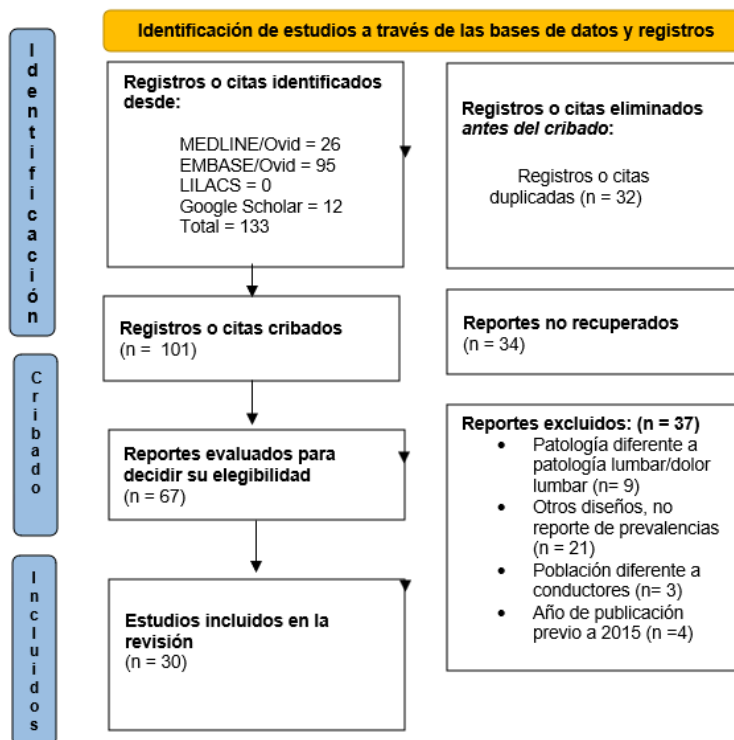 Identificación de estudios a través de las bases de datos y registros
Identificación
Registros o citas identificados
desde:
MEDLINE/Ovid = 26
EMBASE/Ovid = 95
LILACS = 0
Google Scholar = 12
Total = 133
Registros o citas eliminados
antes del cribado:
Registros o citas
duplicadas (n = 32)
Registros o citas cribados
(n = 101)
Reportes no recuperados
(n = 34)
Cribado
Reportes evaluados para
decidir su elegibilidad
(n = 67)
Reportes excluidos: (n = 37)
• Patología diferente a
patología lumbar/dolor
lumbar (n= 9)
• Otros diseños, no
reporte de prevalencias
(n = 21)
• Población diferente a
conductores (n= 3)
• Año de publicación
previo a 2015 (n =4)
Incluidos
Estudios incluidos en la
revisión
(n = 30)